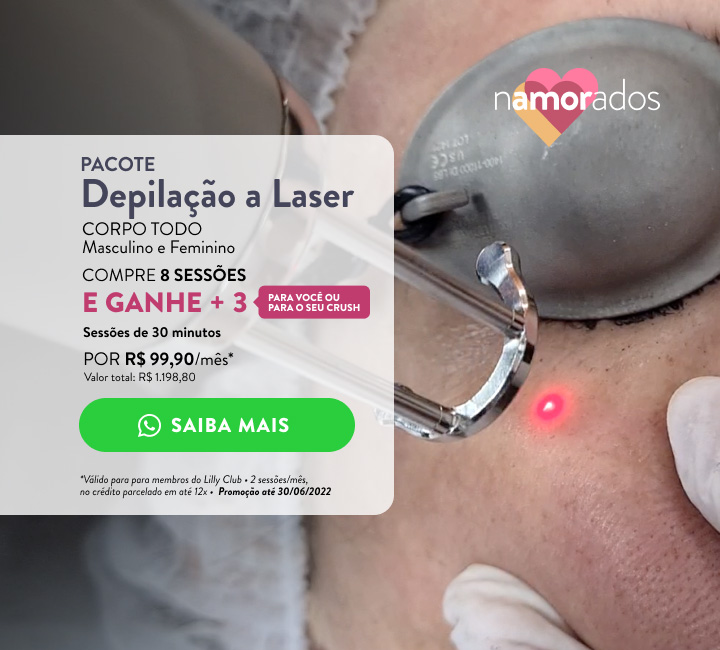 namorados
PACOTE
Depilação a Laser
CORPO TODO
Masculino e Feminino
COMPRE 8 SESSÕES
E GANHE + 3
PARA VOCÊ OU
PARA O SEU CRUSH
Sessões de 30 minutos
POR R$ 99,90/mês*
Valor total: R$ 1.198,80
SAIBA MAIS
*Válido para para membros do Lilly Club • 2 sessões/mês,
no crédito parcelado em até 12x • Promoção até 30/06/2022